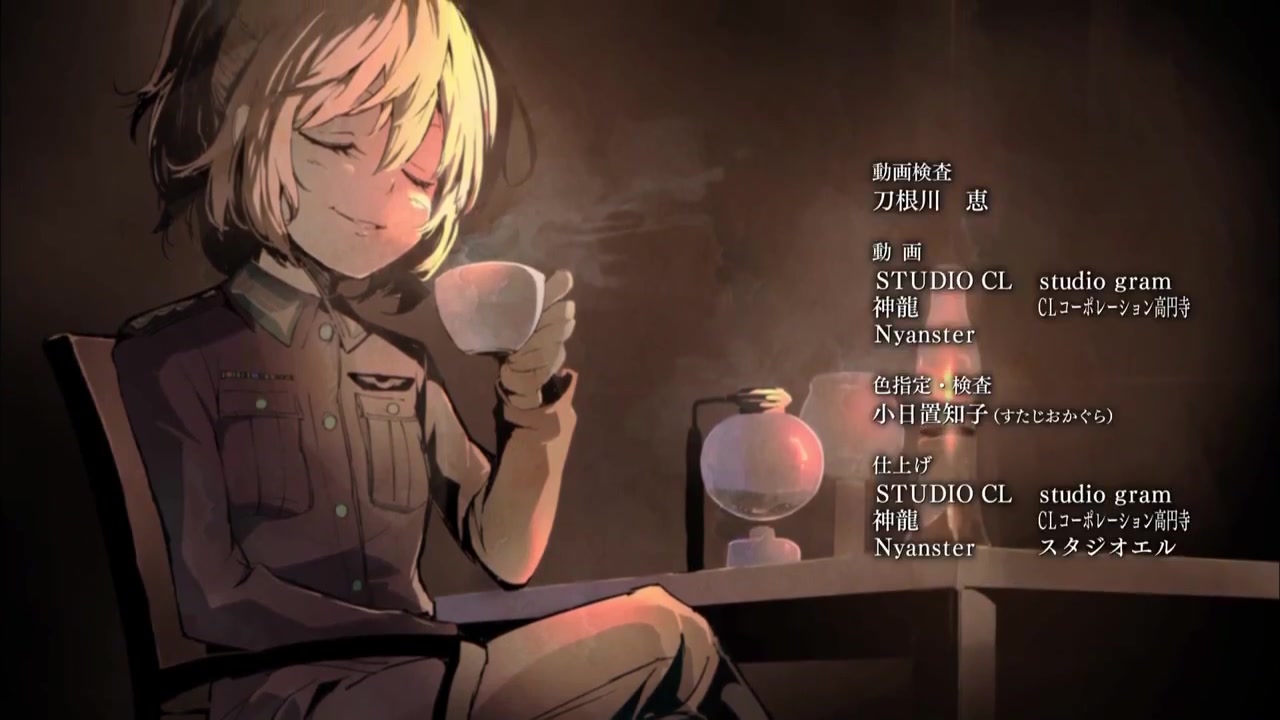 動画検査
刀根川　恵
動 画
STUDIO CL　studio gram
神龍　CLコーポレーション高円寺
Nyanster
色指定・検査
小日置知子（すたじおかぐら）
仕上げ
STUDIO CL　studio gram
神龍　CLコーポレーション高円寺
Nyanster　スタジオエル